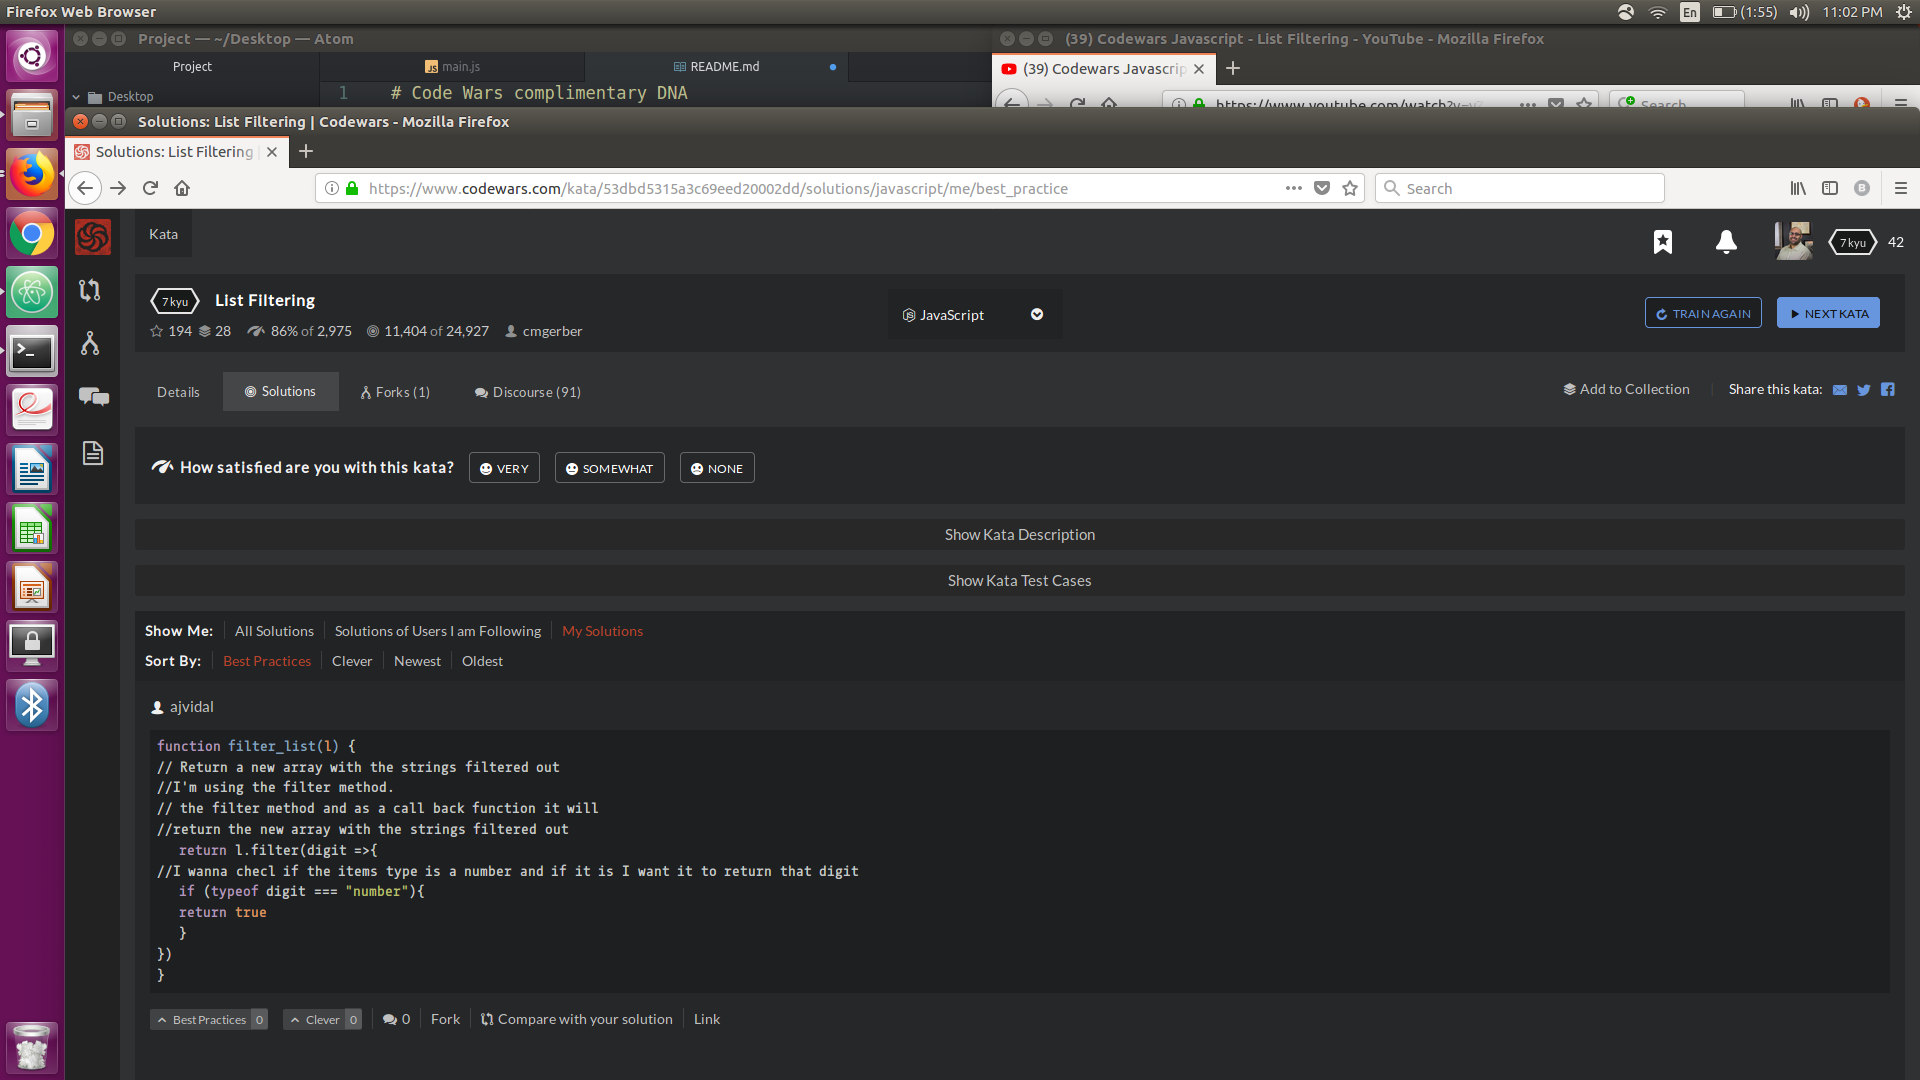 Firefox Web Browser
En (1:55) 11:02 PM
Project — ~/Desktop — Atom
(39) Codewars Javascript - List Filtering - YouTube - Mozilla Firefox
Project
main.js
README.md
(39) Codewars Javascrip
Desktop
1 # Code Wars complimentary DNA
https://www.youtube.com/watch?v=v
Search
Solutions: List Filtering | Codewars - Mozilla Firefox
Solutions: List Filtering |
https://www.codewars.com/kata/53dbd5315a3c69eed20002dd/solutions/javascript/me/best_practice
Search
B
Kata
7 kyu 42
7 kyu List Filtering
194 28 86% of 2,975 11,404 of 24,927 cmgerber
JavaScript
TRAIN AGAIN
NEXT KATA
Details Solutions Forks (1) Discourse (91)
Add to Collection Share this kata:
How satisfied are you with this kata? VERY SOMEWHAT NONE
Show Kata Description
Show Kata Test Cases
Show Me: All Solutions Solutions of Users I am Following My Solutions
Sort By: Best Practices Clever Newest Oldest
ajvidal
function filter_list(l) {
// Return a new array with the strings filtered out
//I'm using the filter method.
// the filter method and as a call back function it will
//return the new array with the strings filtered out
return l.filter(digit =>{
//I wanna checl if the items type is a number and if it is I want it to return that digit
if (typeof digit === "number"){
return true
}
})
}
Best Practices 0 Clever 0 0 Fork Compare with your solution Link